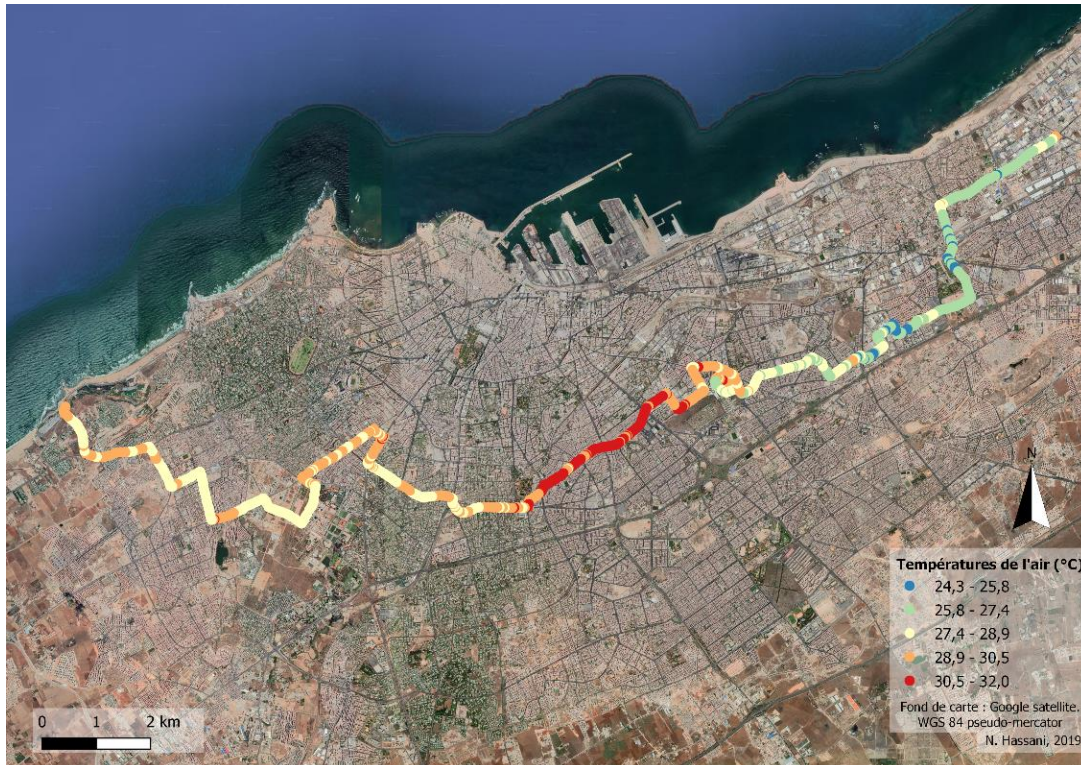 N
Températures de l'air (°C)
24,3 - 25,8
25,8 - 27,4
27,4 - 28,9
28,9 - 30,5
30,5 - 32,0
Fond de carte : Google satellite.
WGS 84 pseudo-mercator
N. Hassani, 2019
0 1 2 km